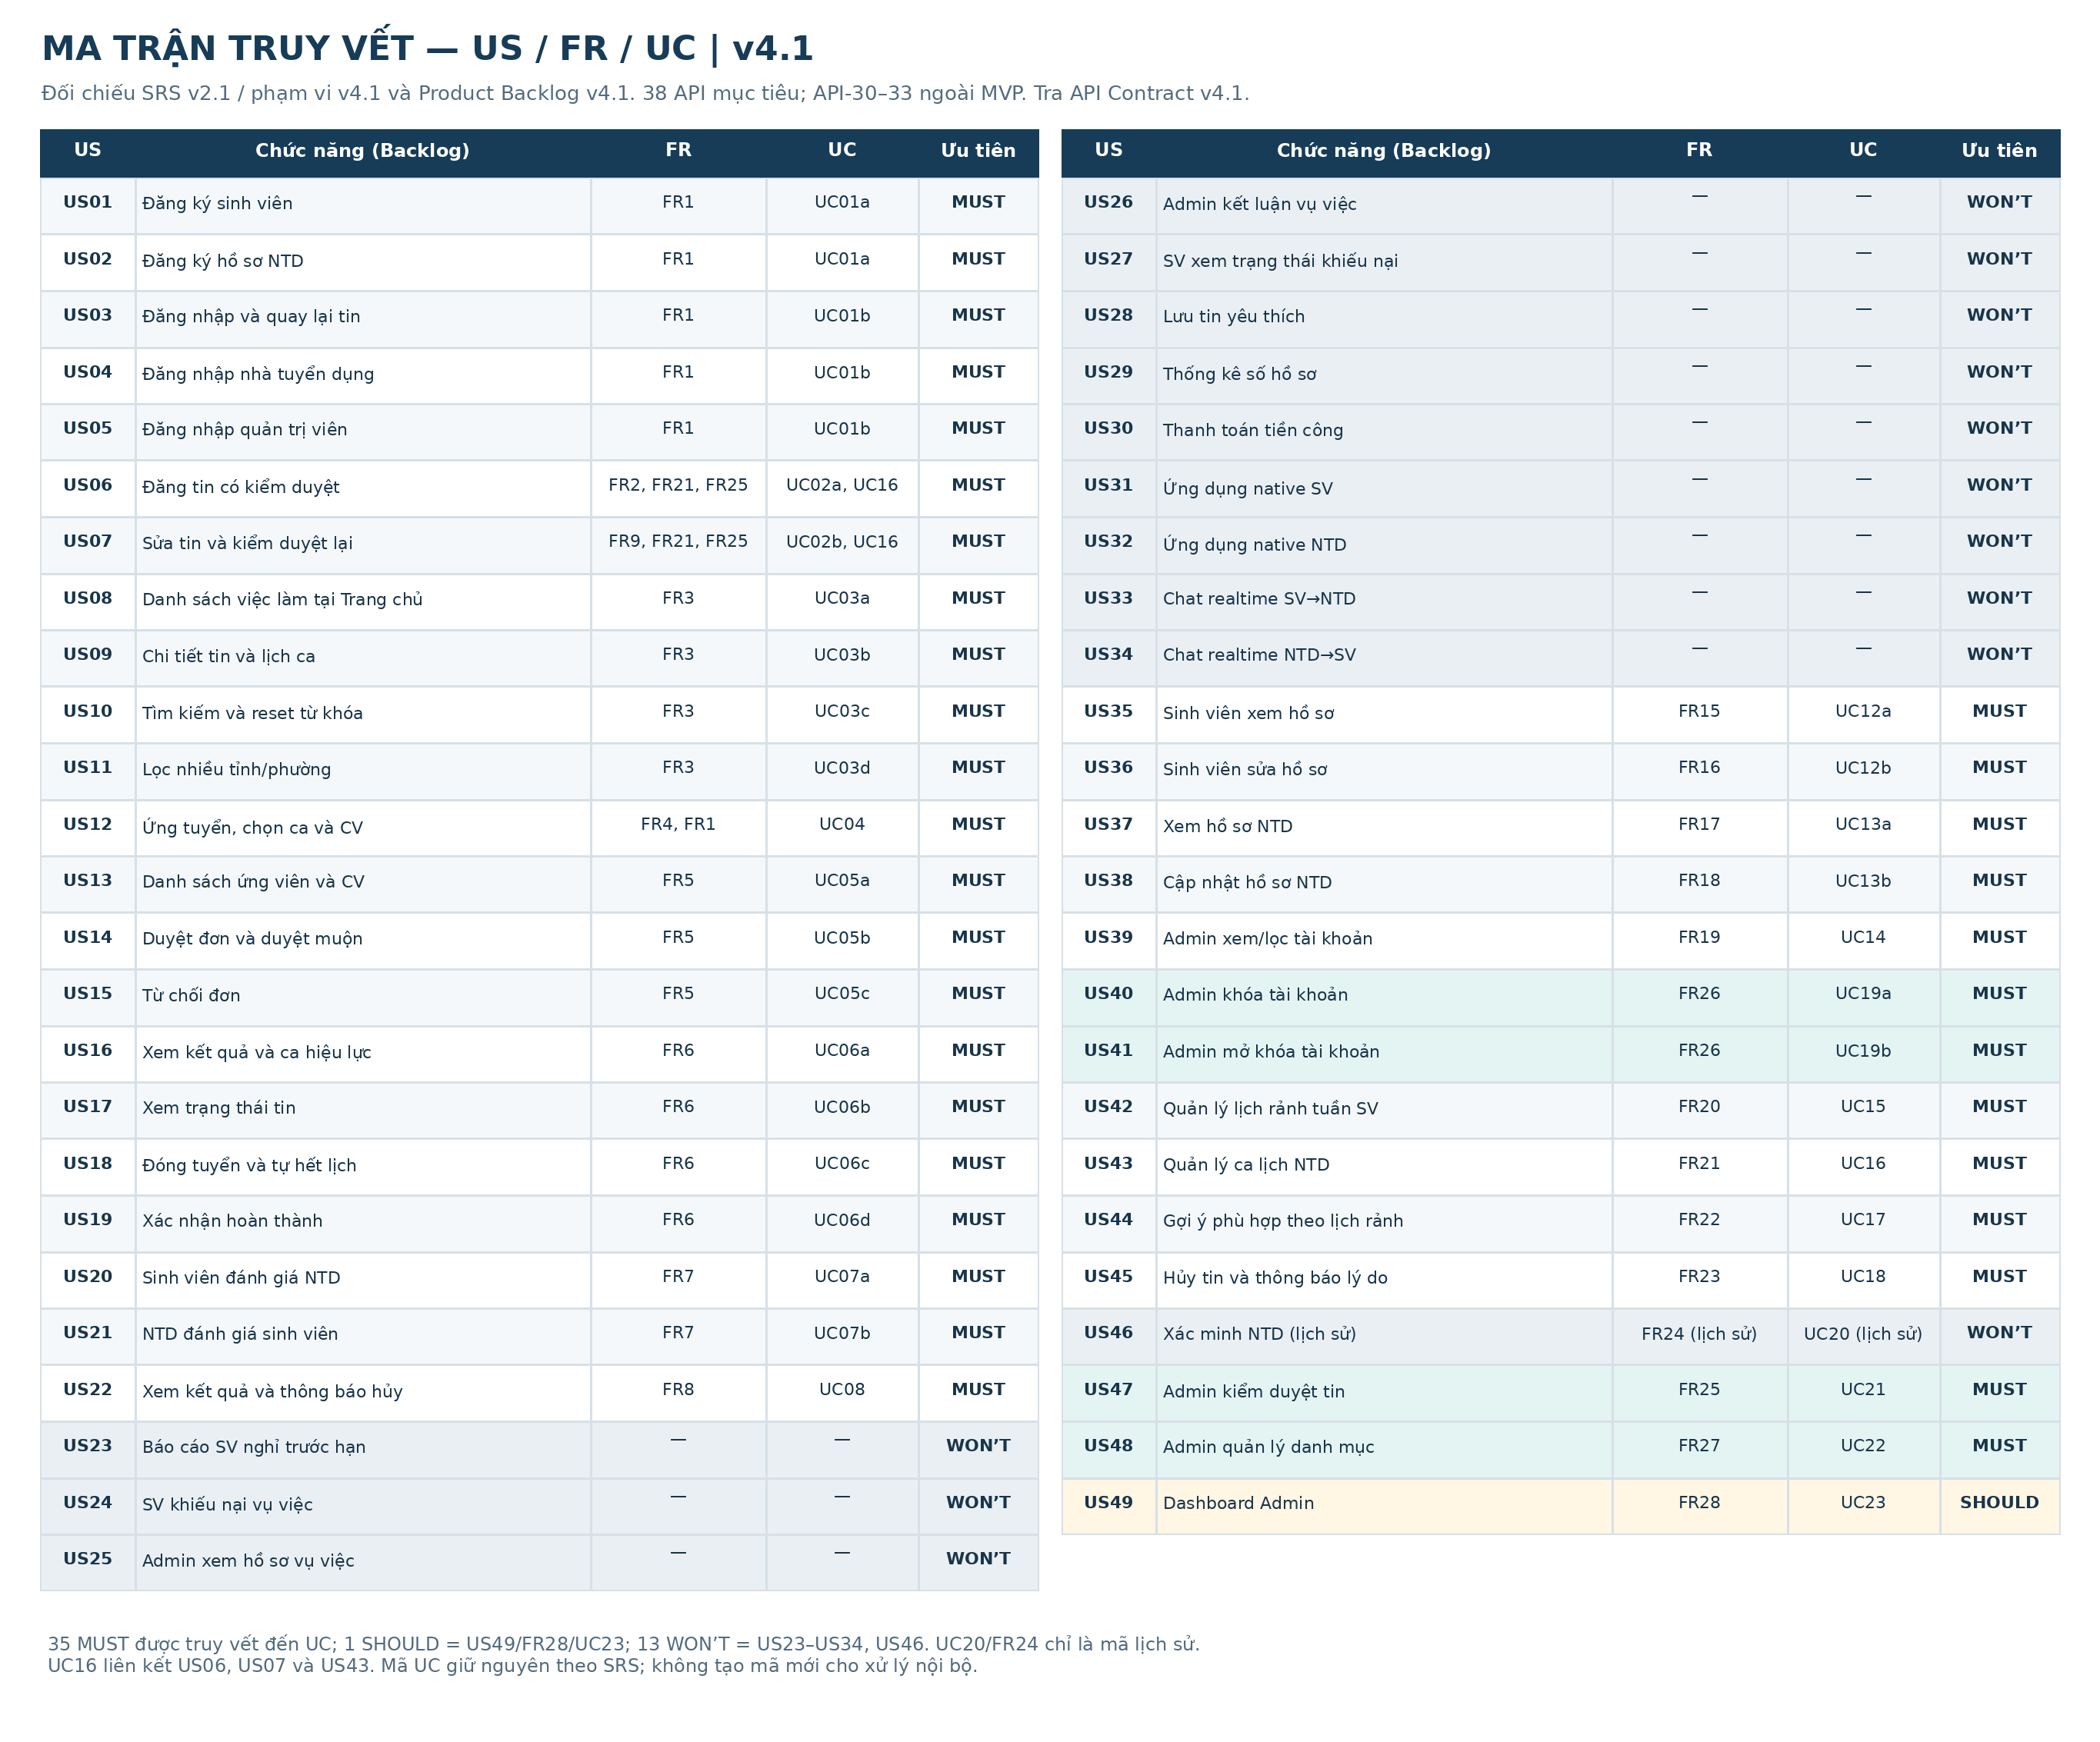 MA TRẬN TRUY VẾT — US / FR / UC | v4.1
Đối chiếu SRS v2.1 / phạm vi v4.1 và Product Backlog v4.1. 38 API mục tiêu; API-30–33 ngoài MVP. Tra API Contract v4.1.
US Chức năng (Backlog) FR UC Ưu tiên
US01 Đăng ký sinh viên FR1 UC01a MUST
US02 Đăng ký hồ sơ NTD FR1 UC01a MUST
US03 Đăng nhập và quay lại tin FR1 UC01b MUST
US04 Đăng nhập nhà tuyển dụng FR1 UC01b MUST
US05 Đăng nhập quản trị viên FR1 UC01b MUST
US06 Đăng tin có kiểm duyệt FR2, FR21, FR25 UC02a, UC16 MUST
US07 Sửa tin và kiểm duyệt lại FR9, FR21, FR25 UC02b, UC16 MUST
US08 Danh sách việc làm tại Trang chủ FR3 UC03a MUST
US09 Chi tiết tin và lịch ca FR3 UC03b MUST
US10 Tìm kiếm và reset từ khóa FR3 UC03c MUST
US11 Lọc nhiều tỉnh/phường FR3 UC03d MUST
US12 Ứng tuyển, chọn ca và CV FR4, FR1 UC04 MUST
US13 Danh sách ứng viên và CV FR5 UC05a MUST
US14 Duyệt đơn và duyệt muộn FR5 UC05b MUST
US15 Từ chối đơn FR5 UC05c MUST
US16 Xem kết quả và ca hiệu lực FR6 UC06a MUST
US17 Xem trạng thái tin FR6 UC06b MUST
US18 Đóng tuyển và tự hết lịch FR6 UC06c MUST
US19 Xác nhận hoàn thành FR6 UC06d MUST
US20 Sinh viên đánh giá NTD FR7 UC07a MUST
US21 NTD đánh giá sinh viên FR7 UC07b MUST
US22 Xem kết quả và thông báo hủy FR8 UC08 MUST
US23 Báo cáo SV nghỉ trước hạn — — WON’T
US24 SV khiếu nại vụ việc — — WON’T
US25 Admin xem hồ sơ vụ việc — — WON’T
US Chức năng (Backlog) FR UC Ưu tiên
US26 Admin kết luận vụ việc — — WON’T
US27 SV xem trạng thái khiếu nại — — WON’T
US28 Lưu tin yêu thích — — WON’T
US29 Thống kê số hồ sơ — — WON’T
US30 Thanh toán tiền công — — WON’T
US31 Ứng dụng native SV — — WON’T
US32 Ứng dụng native NTD — — WON’T
US33 Chat realtime SV→NTD — — WON’T
US34 Chat realtime NTD→SV — — WON’T
US35 Sinh viên xem hồ sơ FR15 UC12a MUST
US36 Sinh viên sửa hồ sơ FR16 UC12b MUST
US37 Xem hồ sơ NTD FR17 UC13a MUST
US38 Cập nhật hồ sơ NTD FR18 UC13b MUST
US39 Admin xem/lọc tài khoản FR19 UC14 MUST
US40 Admin khóa tài khoản FR26 UC19a MUST
US41 Admin mở khóa tài khoản FR26 UC19b MUST
US42 Quản lý lịch rảnh tuần SV FR20 UC15 MUST
US43 Quản lý ca lịch NTD FR21 UC16 MUST
US44 Gợi ý phù hợp theo lịch rảnh FR22 UC17 MUST
US45 Hủy tin và thông báo lý do FR23 UC18 MUST
US46 Xác minh NTD (lịch sử) FR24 (lịch sử) UC20 (lịch sử) WON’T
US47 Admin kiểm duyệt tin FR25 UC21 MUST
US48 Admin quản lý danh mục FR27 UC22 MUST
US49 Dashboard Admin FR28 UC23 SHOULD
35 MUST được truy vết đến UC; 1 SHOULD = US49/FR28/UC23; 13 WON’T = US23–US34, US46. UC20/FR24 chỉ là mã lịch sử.
UC16 liên kết US06, US07 và US43. Mã UC giữ nguyên theo SRS; không tạo mã mới cho xử lý nội bộ.